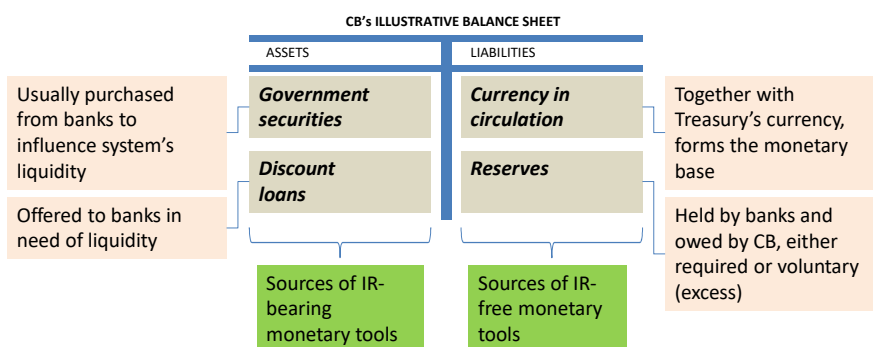 CB's ILLUSTRATIVE BALANCE SHEET
ASSETS
LIABILITIES
Usually purchased
from banks to
influence system's
liquidity
Government
securities
Currency in
circulation
Together with
Treasury's currency,
forms the monetary
base
Offered to banks in
need of liquidity
Discount
loans
Reserves
Held by banks and
owed by CB, either
required or voluntary
(excess)
Sources of IR-
bearing
monetary tools
Sources of IR-
free monetary
tools